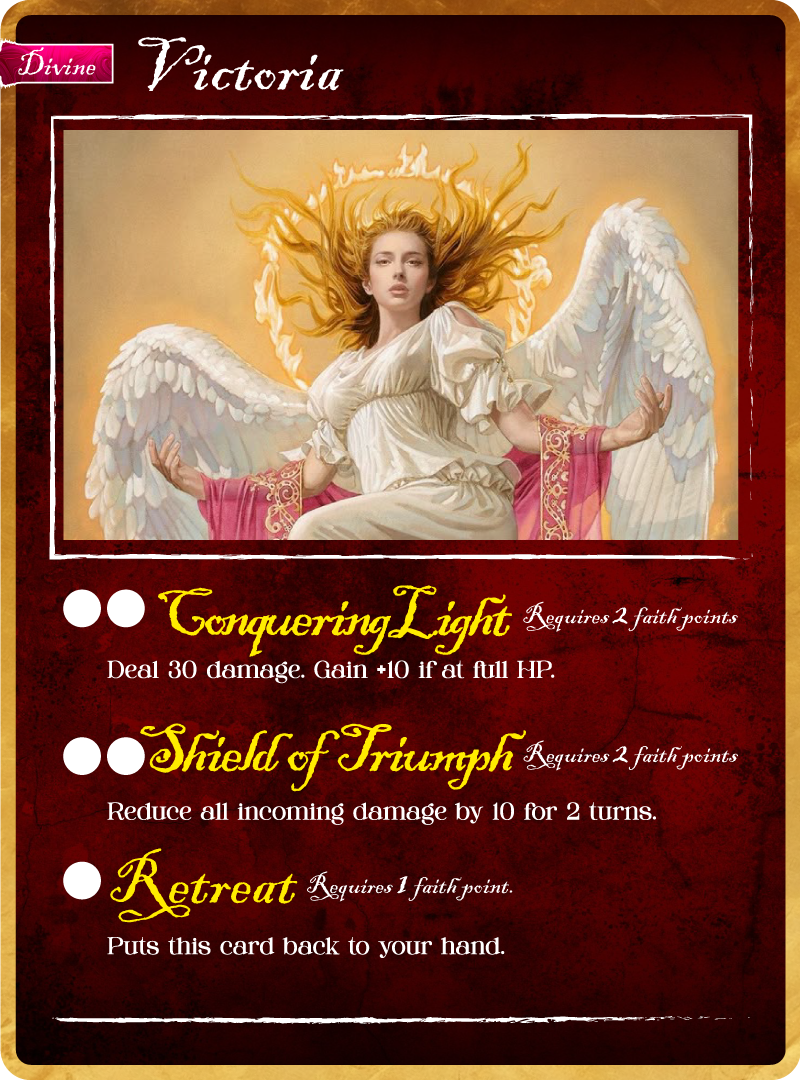 Divine
Victoria
Conquering Light Requires 2 faith points
Deal 30 damage. Gain +10 if at full HP.
Shield of Triumph Requires 2 faith points
Reduce all incoming damage by 10 for 2 turns.
Retreat Requires 1 faith point.
Puts this card back to your hand.